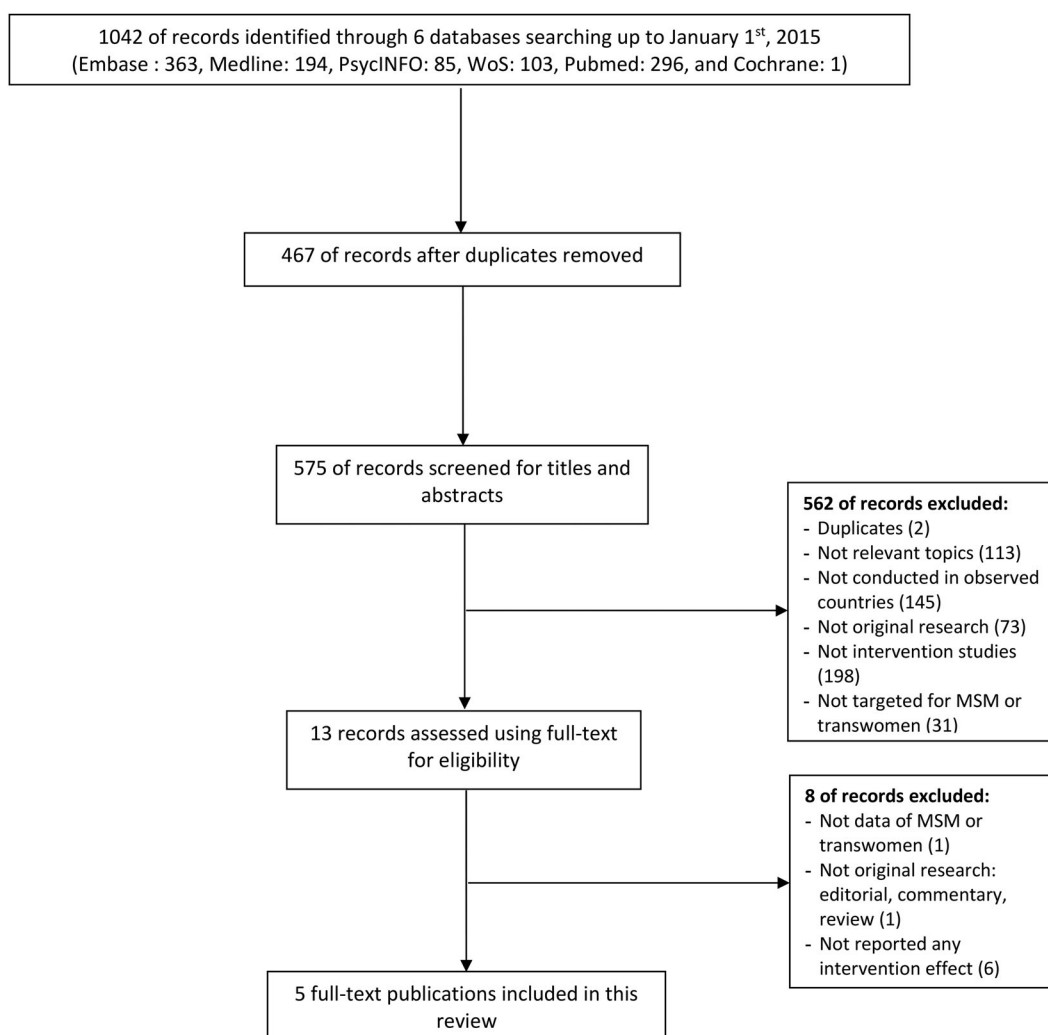 1042 of records identified through 6 databases searching up to January 1st, 2015
(Embase : 363, Medline: 194, PsycINFO: 85, WoS: 103, Pubmed: 296, and Cochrane: 1)
467 of records after duplicates removed
575 of records screened for titles and
abstracts
562 of records excluded:
- Duplicates (2)
- Not relevant topics (113)
- Not conducted in observed
countries (145)
- Not original research (73)
- Not intervention studies
(198)
- Not targeted for MSM or
transwomen (31)
13 records assessed using full-text
for eligibility
8 of records excluded:
- Not data of MSM or
transwomen (1)
- Not original research:
editorial, commentary,
review (1)
- Not reported any
intervention effect (6)
5 full-text publications included in this
review